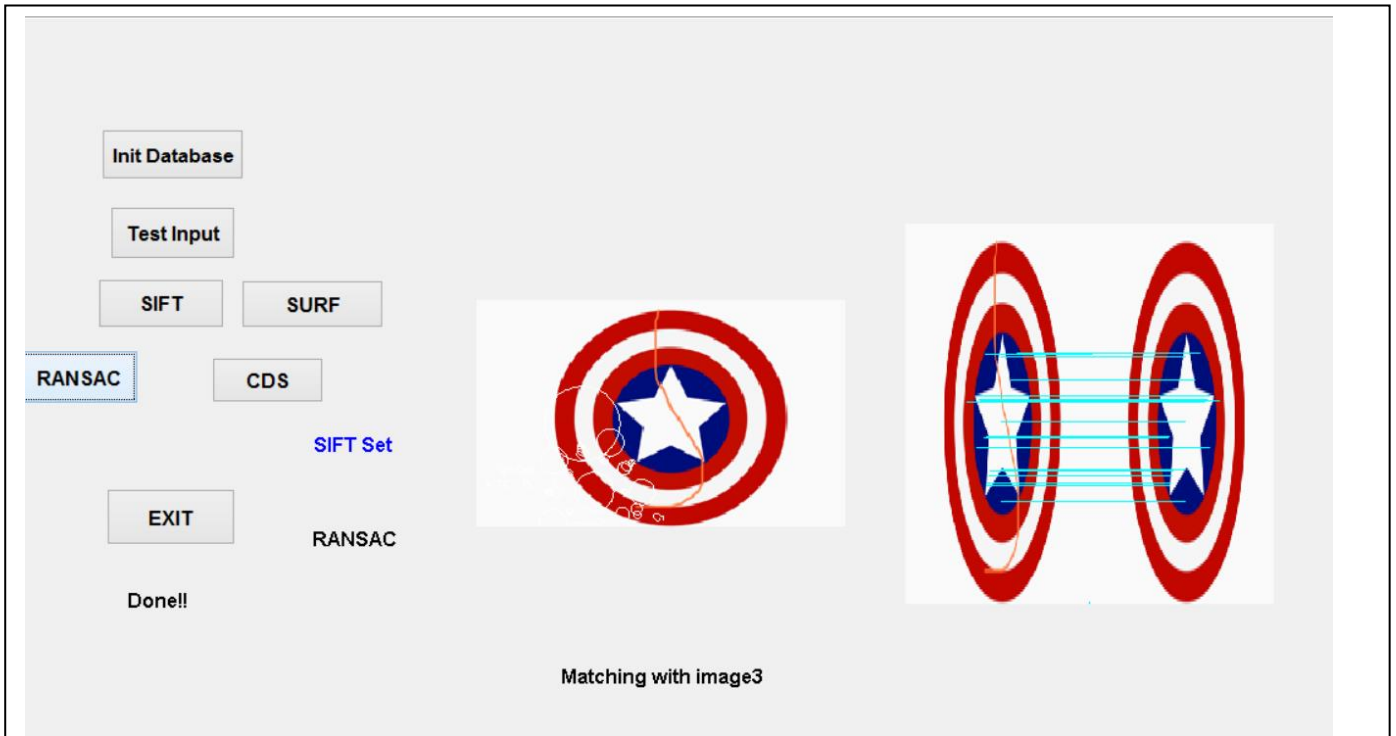 Init Database
Test Input
SIFT
SURF
RANSAC
CDS
SIFT Set
EXIT
RANSAC
Done!!
Matching with image3